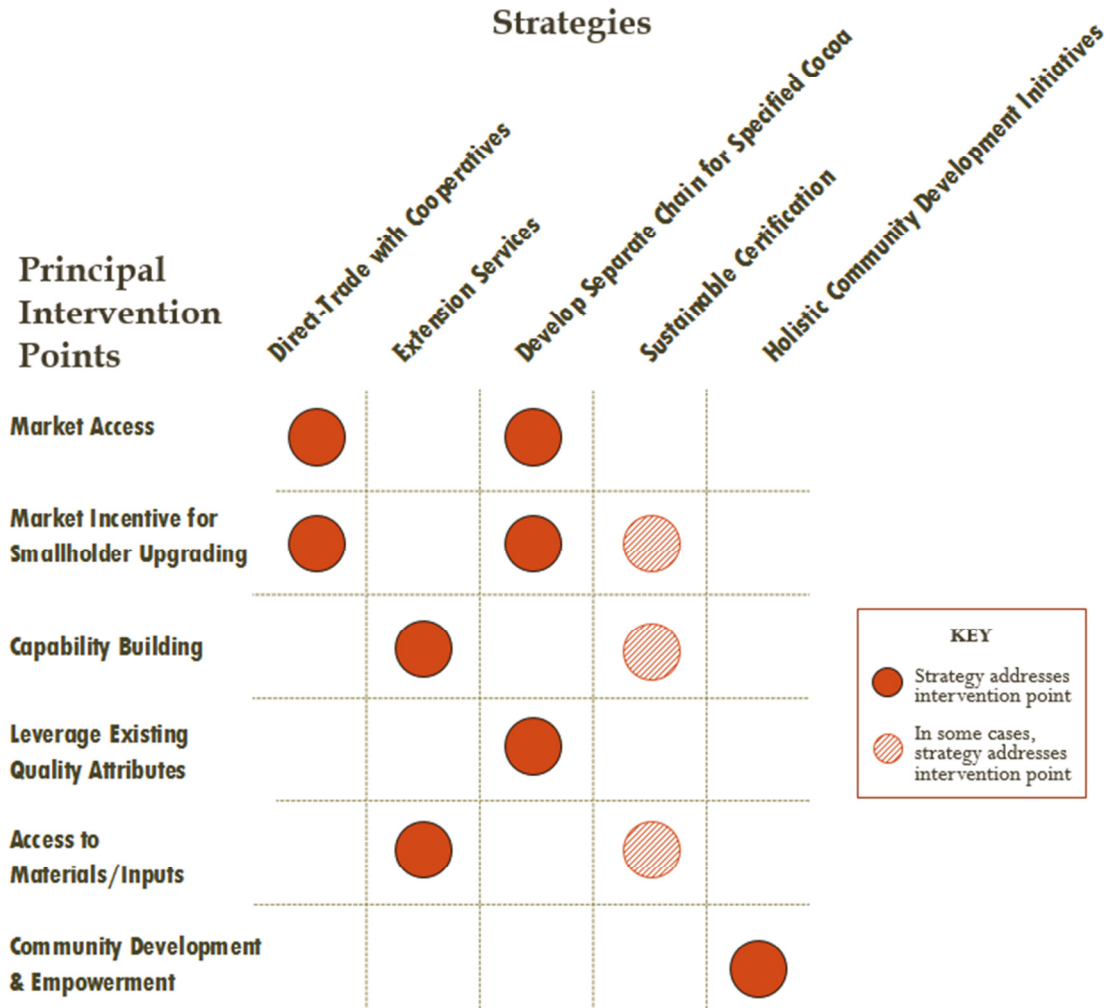 Strategies
Direct-Trade with Cooperatives
Extension Services
Develop Separate Chain for Specified Cocoa
Sustainable Certification
Holistic Community Development Initiatives
Principal
Intervention
Points
Market Access
Market Incentive for
Smallholder Upgrading
Capability Building
Leverage Existing
Quality Attributes
Access to
Materials/Inputs
Community Development
& Empowerment
KEY
Strategy addresses
intervention point
In some cases,
strategy addresses
intervention point